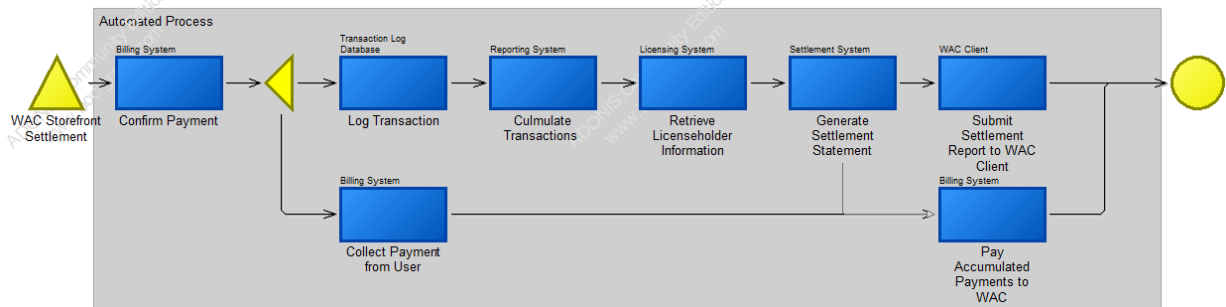 Automated Process
Billing System
Transaction Log
Database
Reporting System
Licensing System
Settlement System
WAC Client
WAC Storefront
Settlement
Confirm Payment
Log Transaction
Culmulate
Transactions
Retrieve
Licenseholder
Information
Generate
Settlement
Statement
Submit
Settlement
Report to WAC
Client
Billing System
Billing System
Collect Payment
from User
Pay
Accumulated
Payments to
WAC